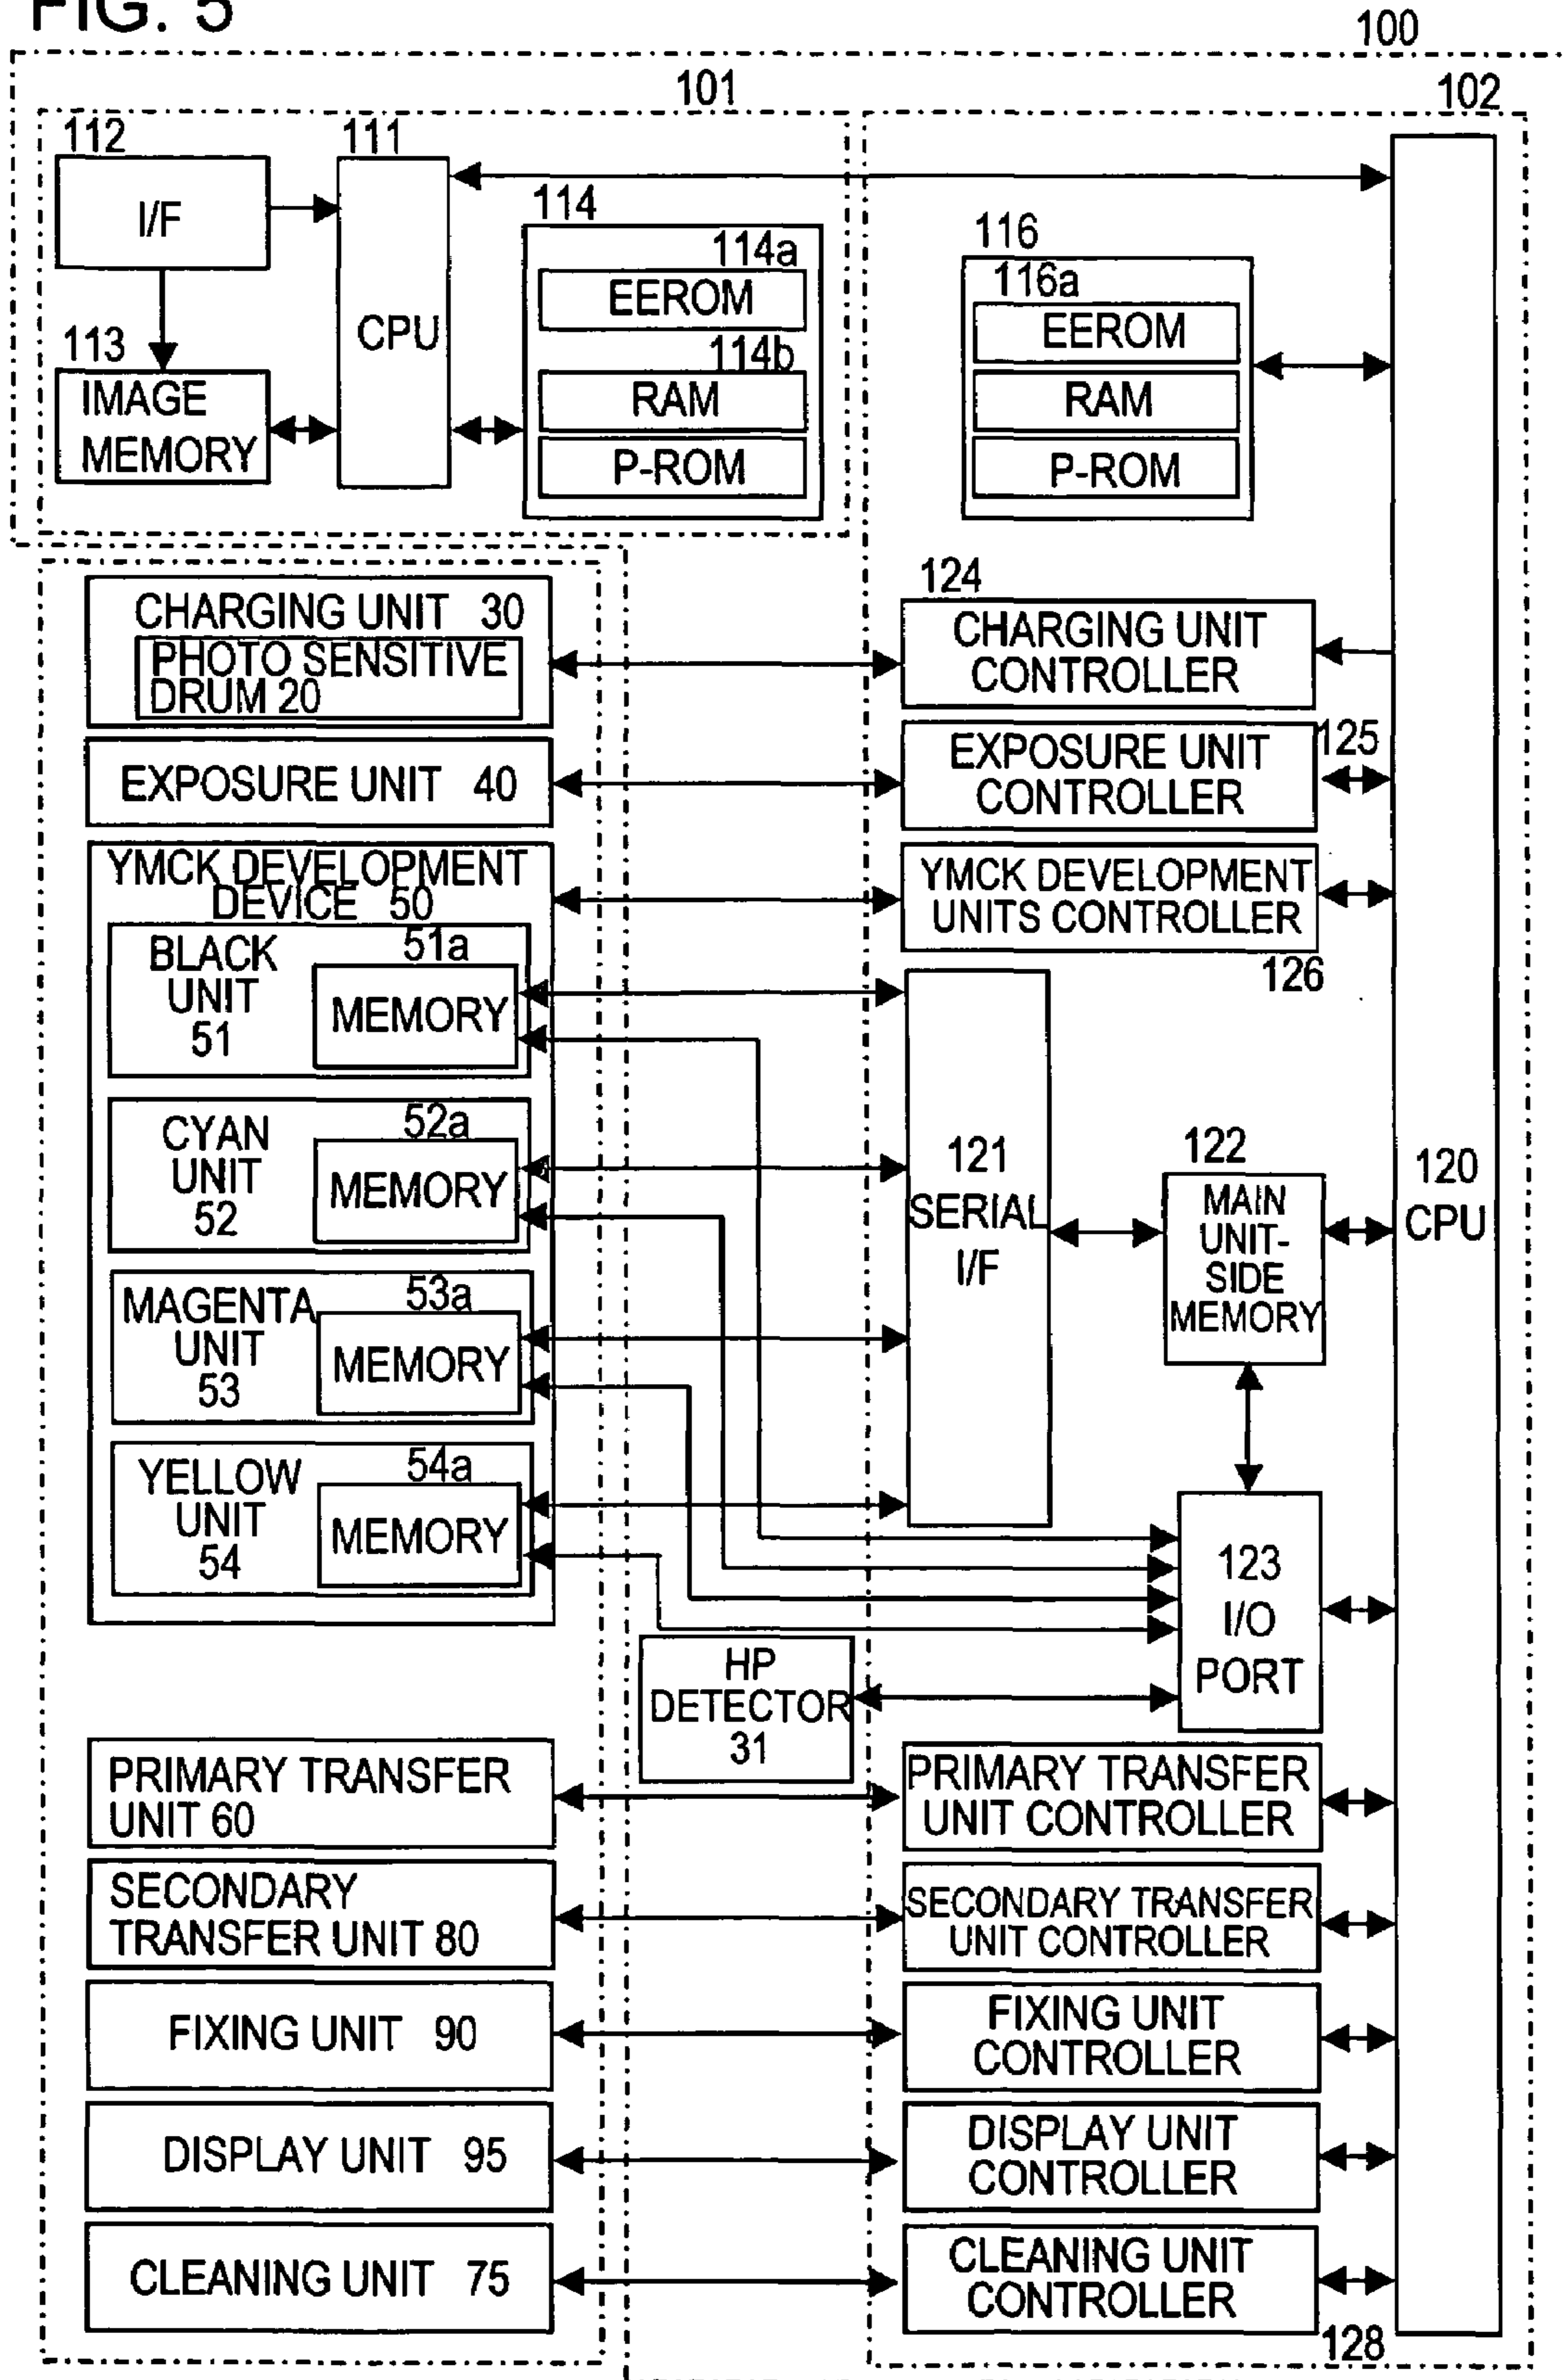 FIG. 5
100
101
102
112
I/F
111
CPU
113
IMAGE
MEMORY
114
114a
EEROM
114b
RAM
P-ROM
116
116a
EEROM
RAM
P-ROM
CHARGING UNIT 30
PHOTO SENSITIVE
DRUM 20
124
CHARGING UNIT
CONTROLLER
EXPOSURE UNIT 40
EXPOSURE UNIT
CONTROLLER
125
YMCK DEVELOPMENT
DEVICE 50
YMCK DEVELOPMENT
UNITS CONTROLLER
126
BLACK
UNIT
51
51a
MEMORY
CYAN
UNIT
52
52a
MEMORY
MAGENTA
UNIT
53
53a
MEMORY
YELLOW
UNIT
54
54a
MEMORY
121
SERIAL
I/F
122
MAIN
UNIT-
SIDE
MEMORY
120
CPU
123
I/O
PORT
HP
DETECTOR
31
PRIMARY TRANSFER
UNIT 60
PRIMARY TRANSFER
UNIT CONTROLLER
SECONDARY
TRANSFER UNIT 80
SECONDARY TRANSFER
UNIT CONTROLLER
FIXING UNIT 90
FIXING UNIT
CONTROLLER
DISPLAY UNIT 95
DISPLAY UNIT
CONTROLLER
CLEANING UNIT 75
CLEANING UNIT
CONTROLLER
128